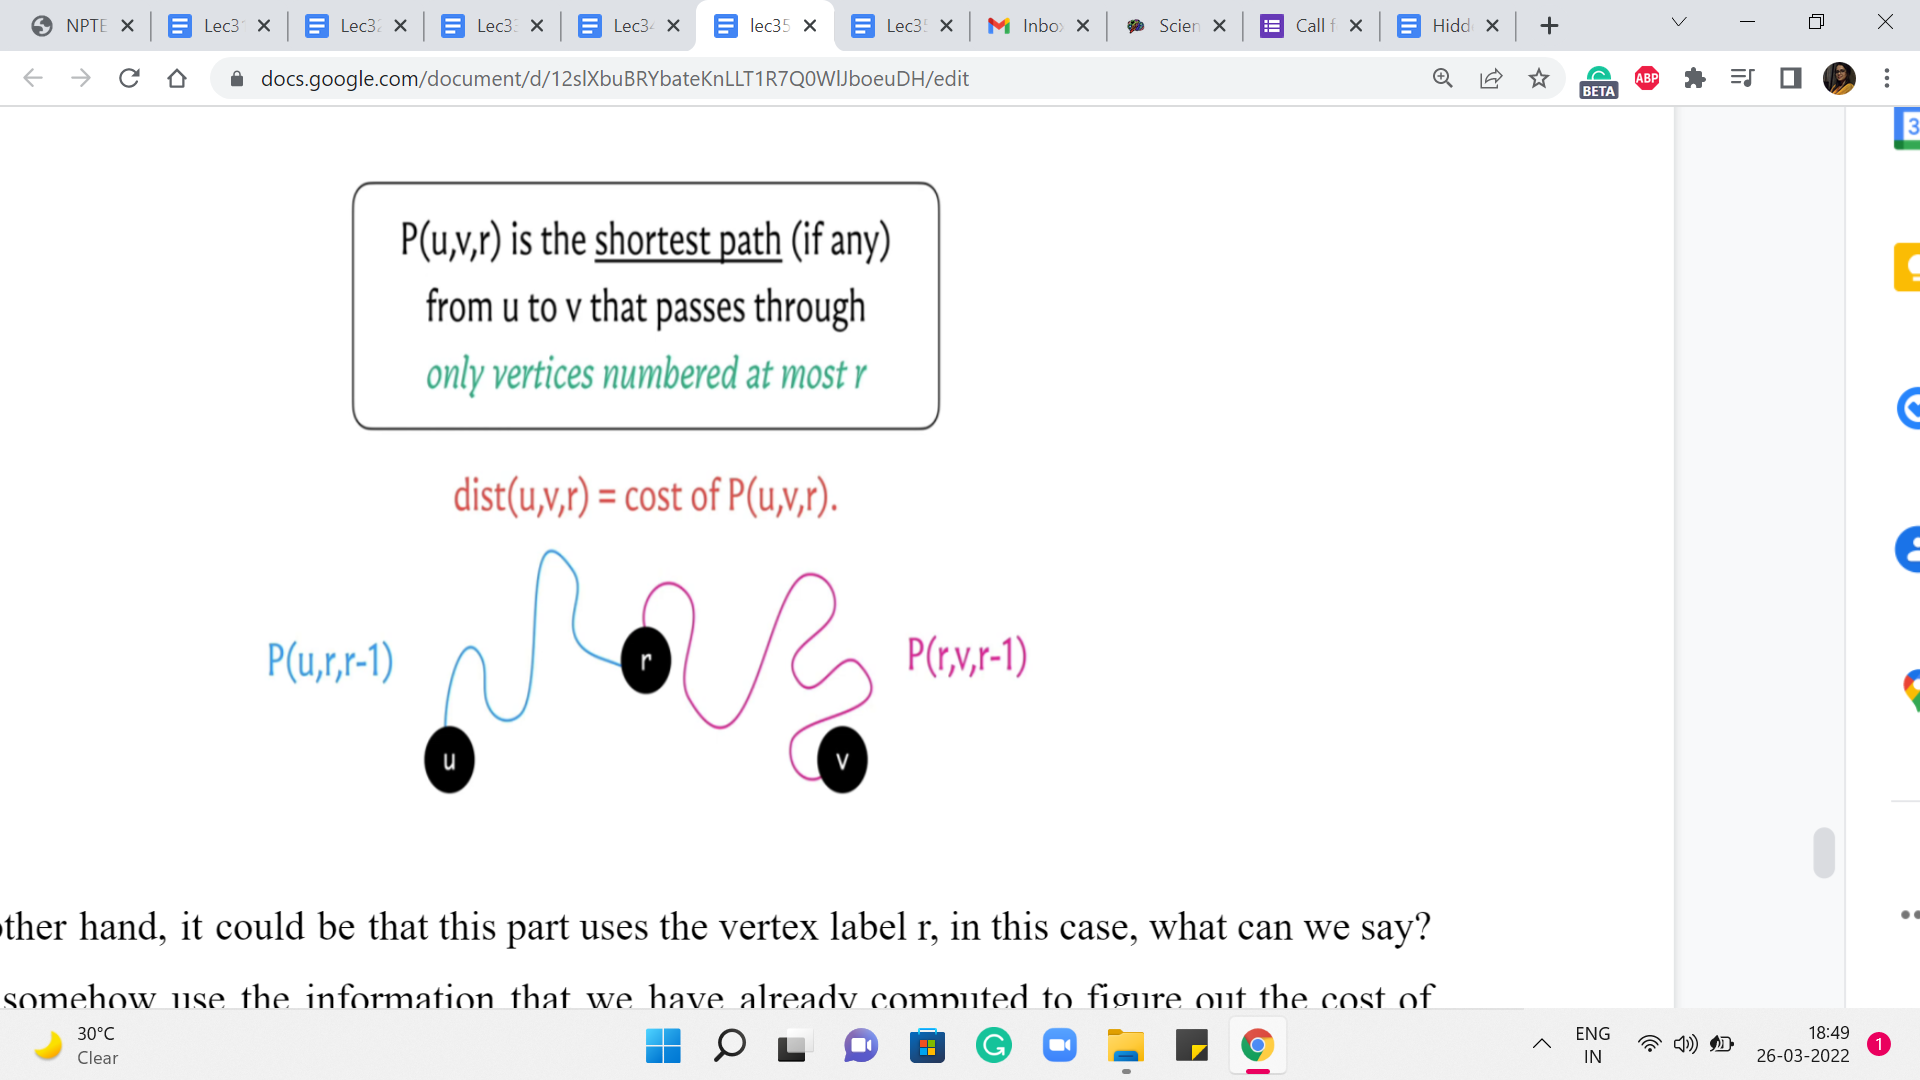 NPTE
Lec3
Lec3
Lec3
Lec3
lec35
Lec3
Inbo
Scien
Call f
Hidd
docs.google.com/document/d/12slXbuBRYbateKnLLT1R7Q0WlJboeuDH/edit
BETA
ABP
3
P(u,v,r) is the shortest path (if any)
from u to v that passes through
only vertices numbered at most r
dist(u,v,r) = cost of P(u,v,r).
P(u,r,r-1)
r
P(r,v,r-1)
u
v
ther hand, it could be that this part uses the vertex label r, in this case, what can we say?
somehow use the information that we have already computed to figure out the cost of
30°C
Clear
ENG
IN
18:49
26-03-2022
1